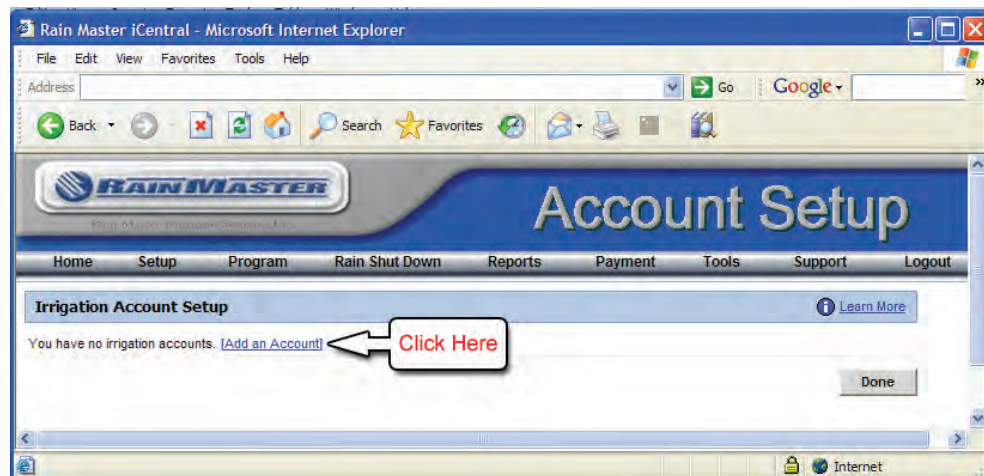 Rain Master iCentral - Microsoft Internet Explorer
File Edit View Favorites Tools Help
Address Go Google
Back Search Favorites
RAIN MASTER
Account Setup
Home Setup Program Rain Shut Down Reports Payment Tools Support Logout
Irrigation Account Setup Learn More
You have no irrigation accounts. [Add an Account] Click Here
Done
Internet